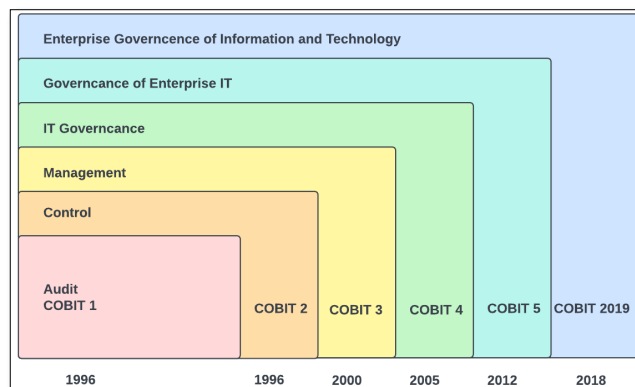 Enterprise Governcence of Information and Technology
Governcance of Enterprise IT
IT Governcance
Management
Control
Audit
COBIT 1
COBIT 2
COBIT 3
COBIT 4
COBIT 5
COBIT 2019
1996
1996
2000
2005
2012
2018